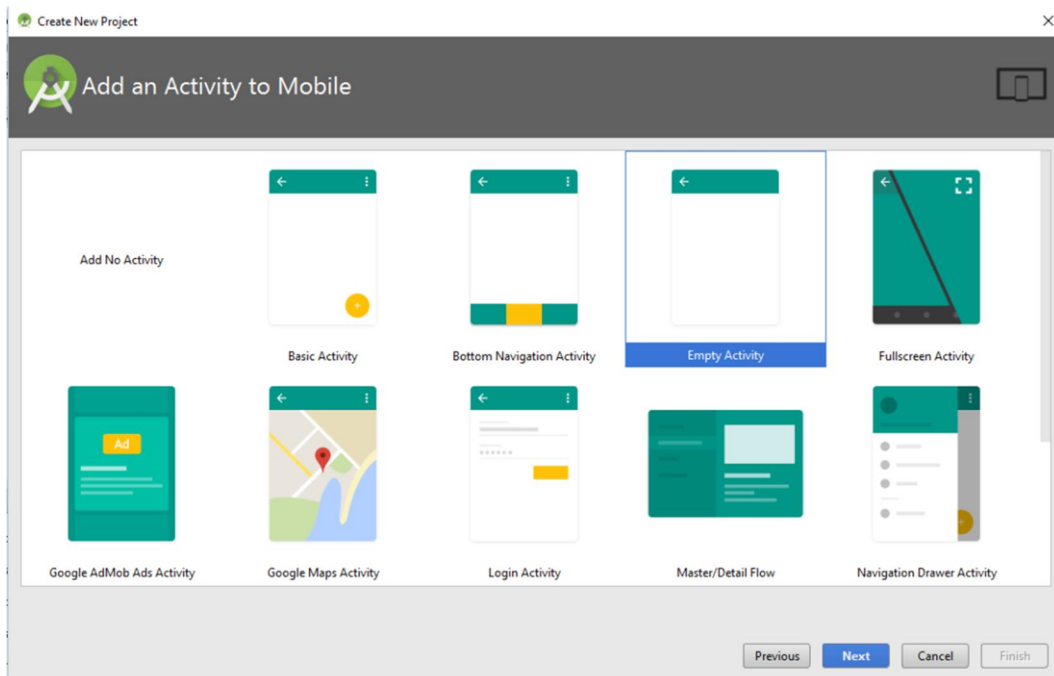 Create New Project
Add an Activity to Mobile
Add No Activity
Basic Activity
Bottom Navigation Activity
Empty Activity
Fullscreen Activity
Ad
Google AdMob Ads Activity
Google Maps Activity
Login Activity
Master/Detail Flow
Navigation Drawer Activity
Previous
Next
Cancel
Finish